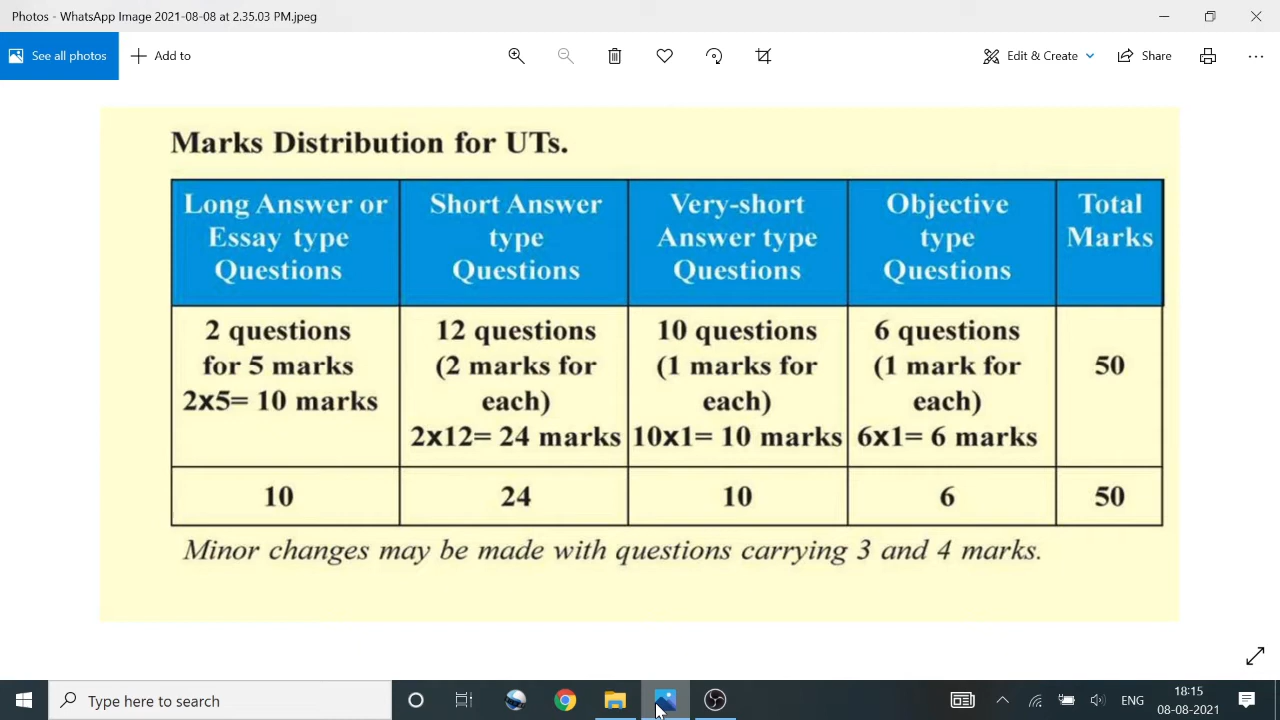 Photos - WhatsApp Image 2021-08-08 at 2.35.03 PM.jpeg
See all photos
Add to
Edit & Create
Share
Marks Distribution for UTs.
Long Answer or
Essay type
Questions
Short Answer
type
Questions
Very-short
Answer type
Questions
Objective
type
Questions
Total
Marks
2 questions
for 5 marks
2x5= 10 marks
12 questions
(2 marks for
each)
2x12= 24 marks
10 questions
(1 marks for
each)
10x1= 10 marks
6 questions
(1 mark for
each)
6x1= 6 marks
50
10
24
10
6
50
Minor changes may be made with questions carrying 3 and 4 marks.
Type here to search
ENG
18:15
08-08-2021